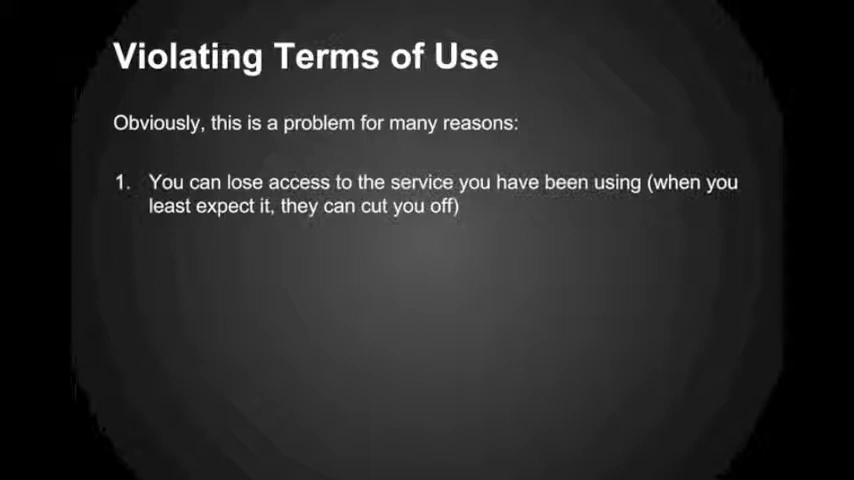 Violating Terms of Use
Obviously, this is a problem for many reasons:
1. You can lose access to the service you have been using (when you
least expect it, they can cut you off)